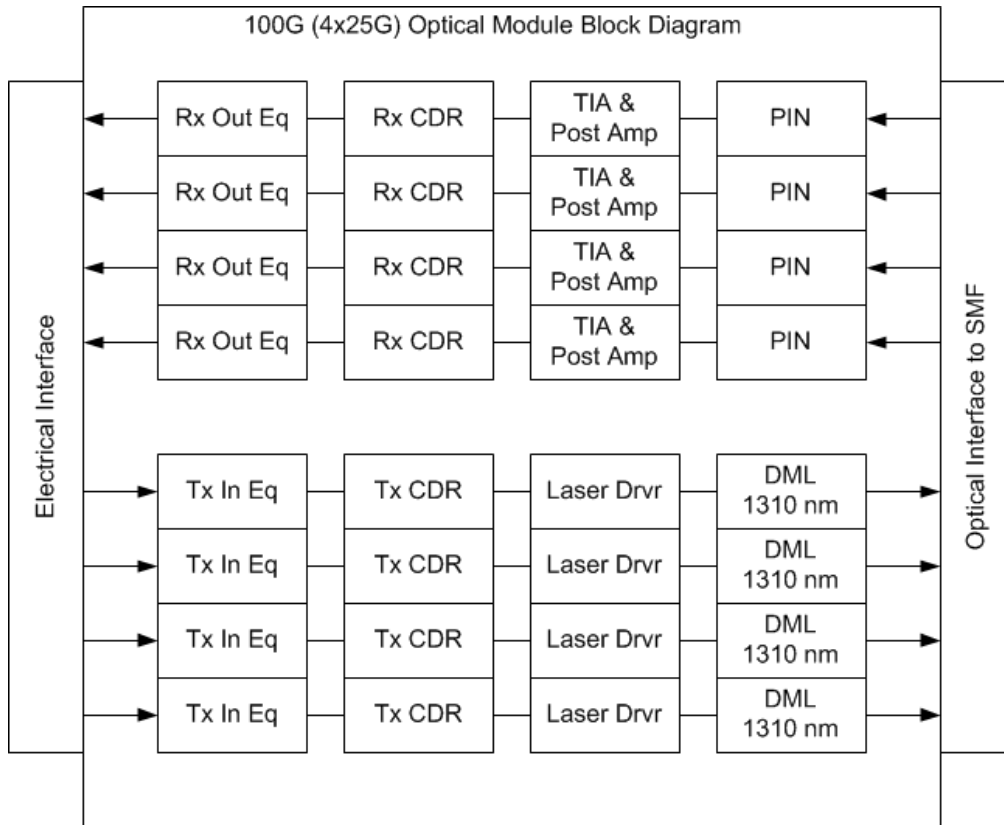 100G (4x25G) Optical Module Block Diagram
Electrical Interface
Rx Out Eq
Rx CDR
TIA &
Post Amp
PIN
Rx Out Eq
Rx CDR
TIA &
Post Amp
PIN
Rx Out Eq
Rx CDR
TIA &
Post Amp
PIN
Rx Out Eq
Rx CDR
TIA &
Post Amp
PIN
Tx In Eq
Tx CDR
Laser Drvr
DML
1310 nm
Tx In Eq
Tx CDR
Laser Drvr
DML
1310 nm
Tx In Eq
Tx CDR
Laser Drvr
DML
1310 nm
Tx In Eq
Tx CDR
Laser Drvr
DML
1310 nm
Optical Interface to SMF